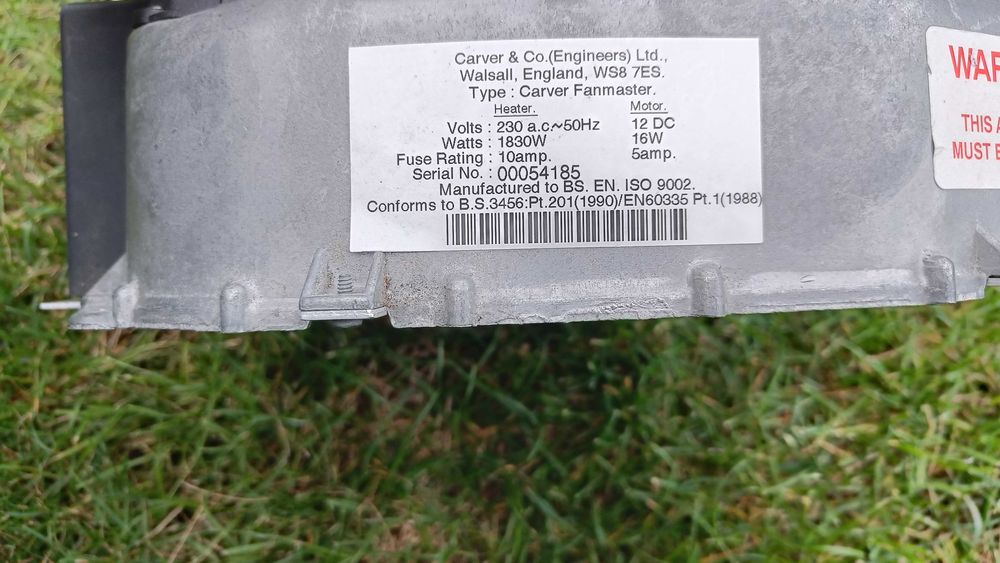 Carver & Co.(Engineers) Ltd.,
Walsall, England, WS8 7ES.
Type : Carver Fanmaster.
Heater. Motor.
Volts : 230 a.c.~50Hz 12 DC
Watts : 1830W 16W
Fuse Rating : 10amp. 5amp.
Serial No. : 00054185
Manufactured to BS. EN. ISO 9002.
Conforms to B.S.3456:Pt.201(1990)/EN60335 Pt.1(1988)
THIS
MUST